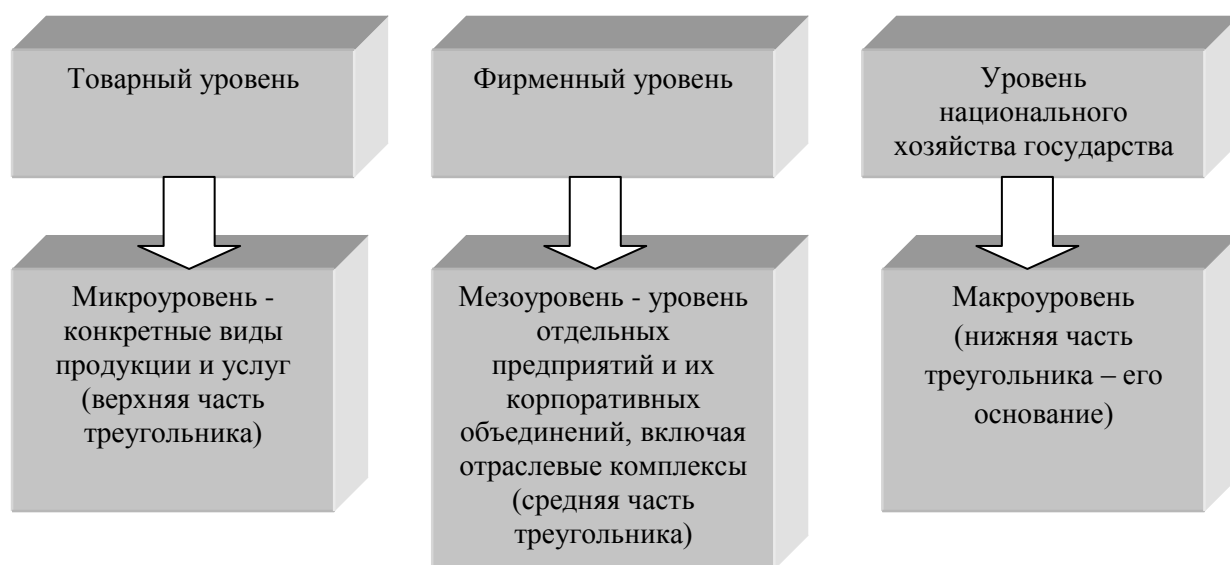 Товарный уровень
Фирменный уровень
Уровень
национального
хозяйства государства
Микроуровень -
конкретные виды
продукции и услуг
(верхняя часть
треугольника)
Мезоуровень - уровень
отдельных
предприятий и их
корпоративных
объединений, включая
отраслевые комплексы
(средняя часть
треугольника)
Макроуровень
(нижняя часть
треугольника – его
основание)